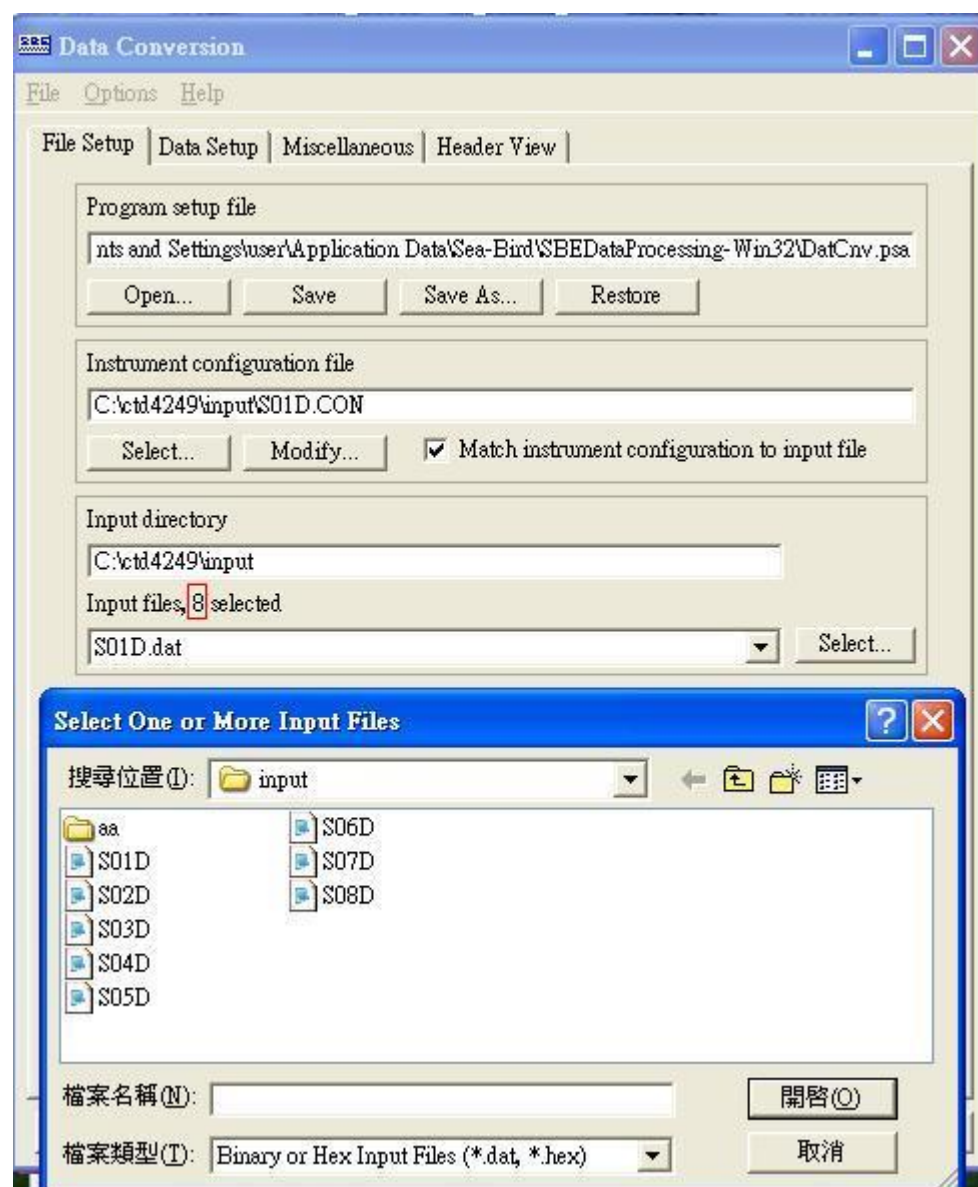 SBE Data Conversion
File Options Help
File Setup Data Setup Miscellaneous Header View
Program setup file
nts and Settings\user\Application Data\Sea-Bird\SBEDataProcessing-Win32\DatCnv.psa
Open... Save Save As... Restore
Instrument configuration file
C:\ctd4249\input\S01D.CON
Select... Modify... Match instrument configuration to input file
Input directory
C:\ctd4249\input
Input files, 8 selected
S01D.dat Select...
Select One or More Input Files
搜尋位置(I): input
aa
S01D
S02D
S03D
S04D
S05D
S06D
S07D
S08D
檔案名稱(N): 開啓(O)
檔案類型(T): Binary or Hex Input Files (*.dat, *.hex) 取消